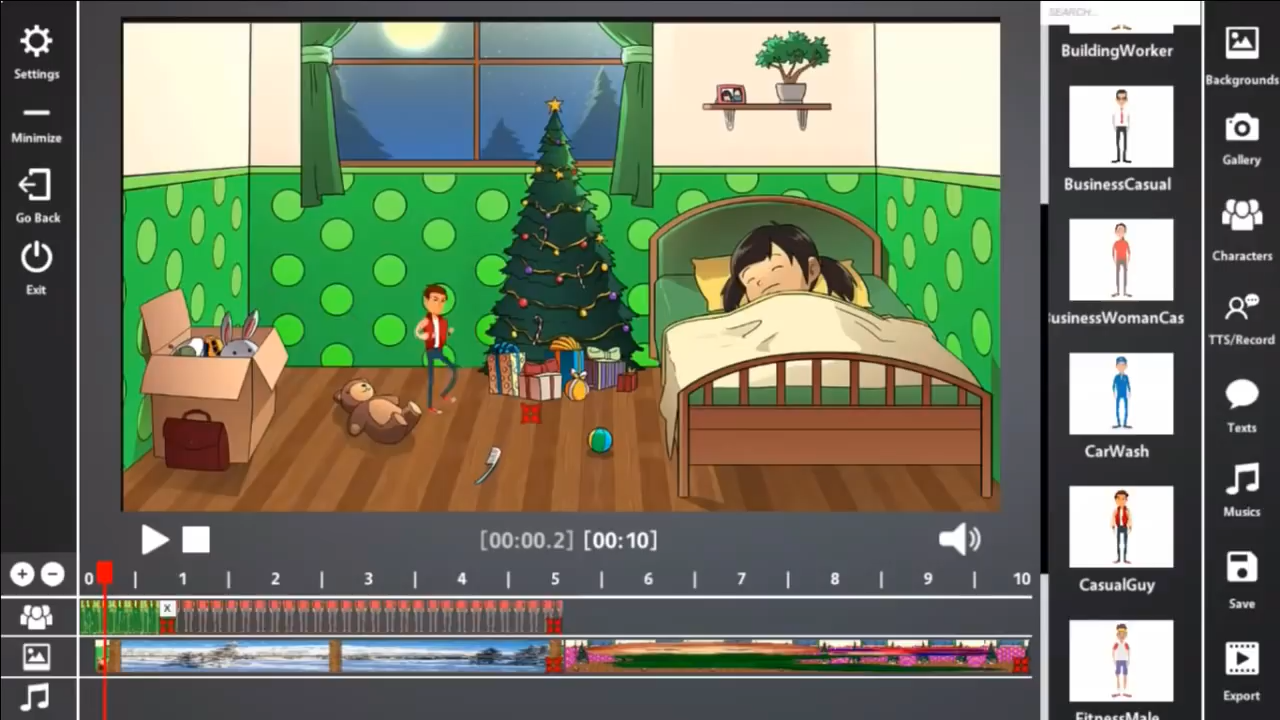 Settings
Minimize
Go Back
Exit
SEARCH...
BuildingWorker
BusinessCasual
usinessWomanCas
CarWash
CasualGuy
FitnessMale
Backgrounds
Gallery
Characters
TTS/Record
Texts
Musics
Save
Export
[00:00.2] [00:10]
0 1 2 3 4 5 6 7 8 9 10
X